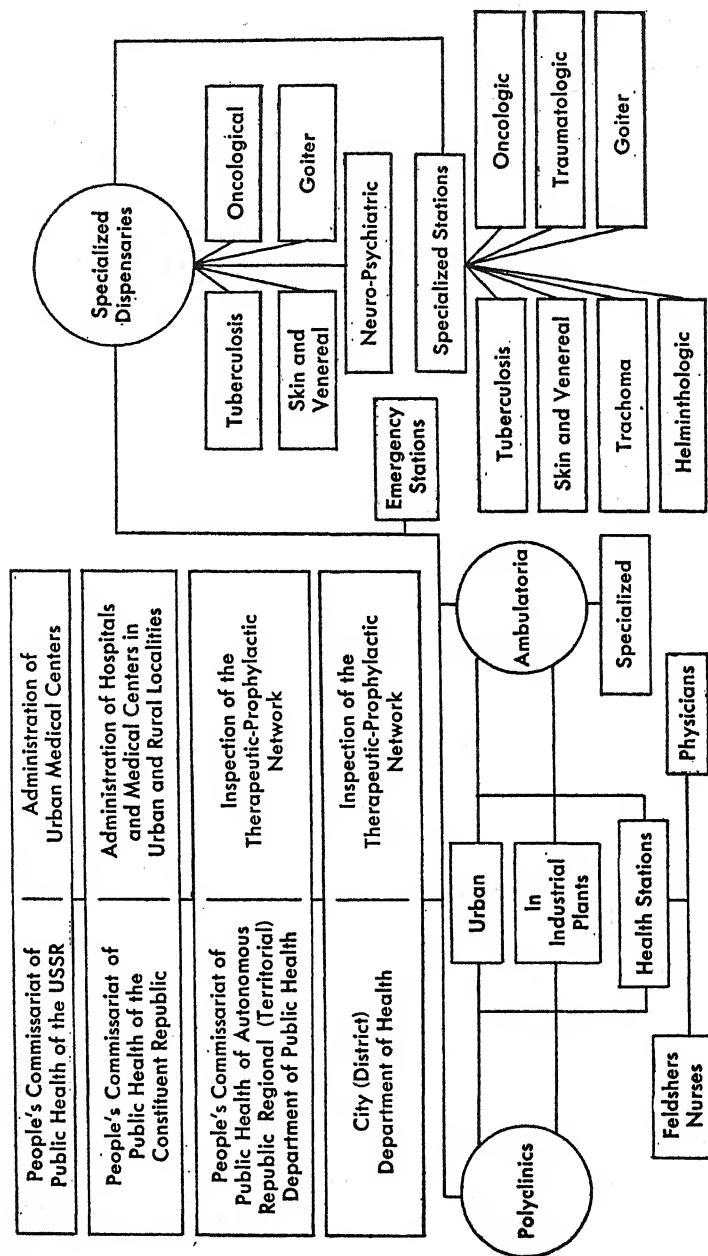 People's Commissariat of
Public Health of the USSR
Administration of
Urban Medical Centers
People's Commissariat of
Public Health of the
Constituent Republic
Administration of Hospitals
and Medical Centers in
Urban and Rural Localities
People's Commissariat of
Public Health of Autonomous
Republic Regional (Territorial)
Department of Public Health
Inspection of the
Therapeutic-Prophylactic
Network
City (District)
Department of Health
Inspection of the
Therapeutic-Prophylactic
Network
Emergency
Stations
Specialized
Dispensaries
Tuberculosis
Oncological
Skin and
Venereal
Goiter
Neuro-Psychiatric
Specialized Stations
Tuberculosis
Oncologic
Skin and Venereal
Traumatologic
Trachoma
Goiter
Helminthologic
Polyclinics
Urban
In
Industrial
Plants
Ambulatoria
Health Stations
Specialized
Feldshers
Nurses
Physicians